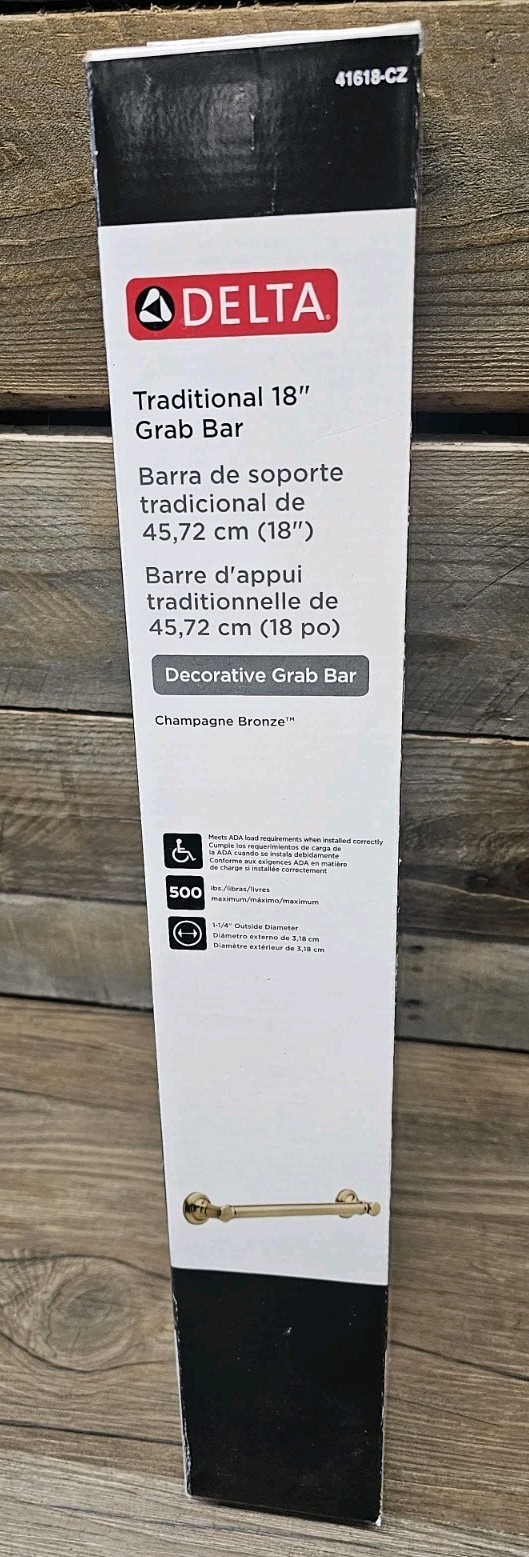 41618-CZ
DELTA®
Traditional 18"
Grab Bar
Barra de soporte
tradicional de
45,72 cm (18")
Barre d'appui
traditionnelle de
45,72 cm (18 po)
Decorative Grab Bar
Champagne Bronze™
Meets ADA load requirements when installed correctly
Cumple los requerimientos de carga de
la ADA cuando se instala debidamente
Conforme aux exigences ADA en matière
de charge si installée correctement
500 lbs./libras/livres
maximum/máximo/maximum
1-1/4" Outside Diameter
Diámetro externo de 3,18 cm
Diamètre extérieur de 3,18 cm